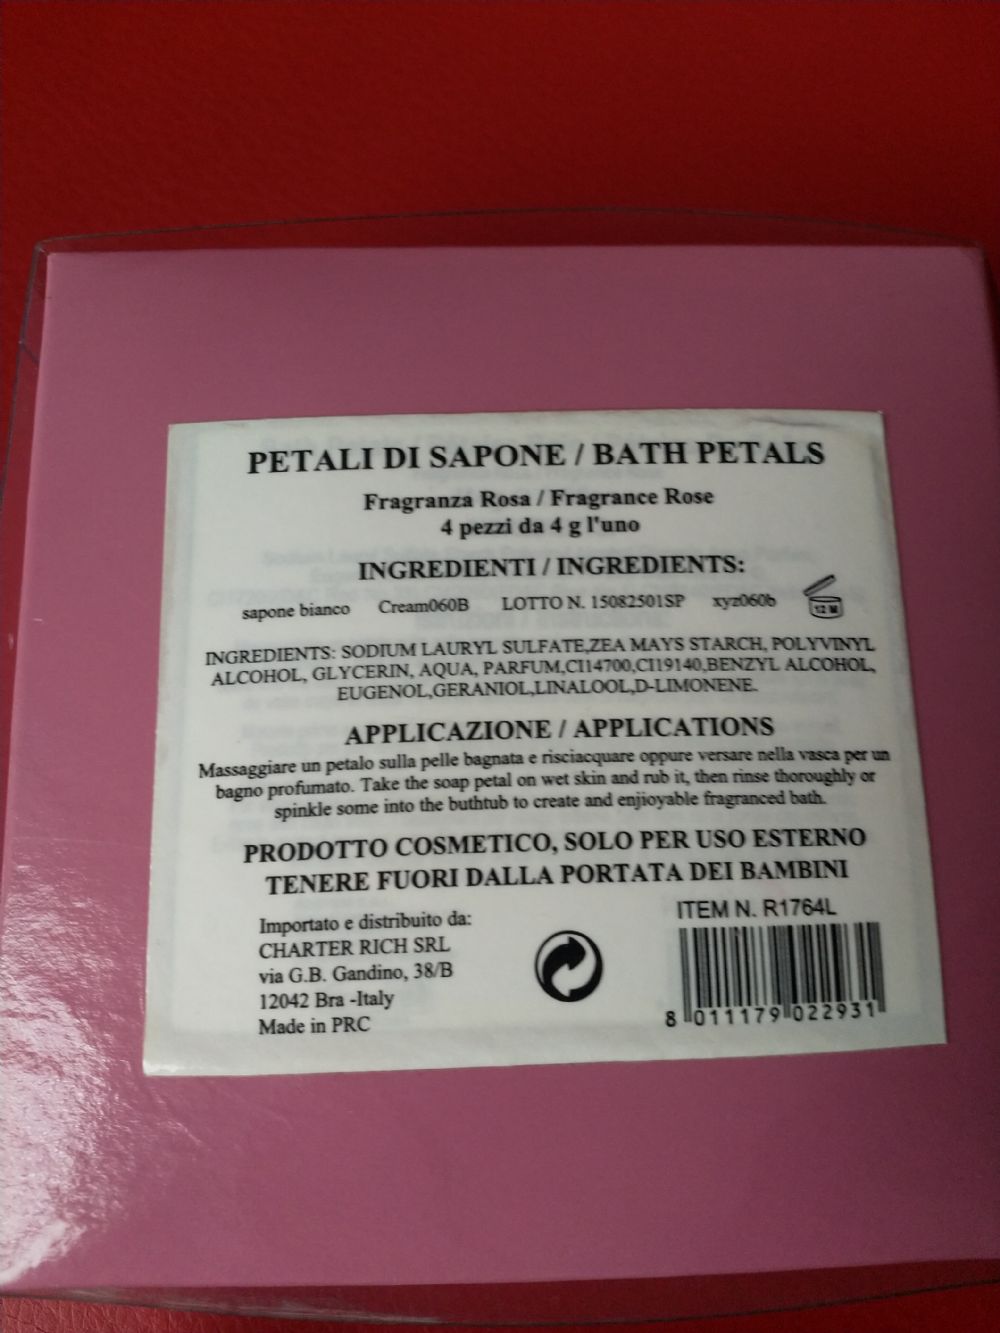 PETALI DI SAPONE / BATH PETALS
Fragranza Rosa / Fragrance Rose
4 pezzi da 4 g l'uno
INGREDIENTI / INGREDIENTS:
sapone bianco Cream060B LOTTO N. 15082501SP xyz060b 12 M
INGREDIENTS: SODIUM LAURYL SULFATE,ZEA MAYS STARCH, POLYVINYL
ALCOHOL, GLYCERIN, AQUA, PARFUM,CI14700,CI19140,BENZYL ALCOHOL,
EUGENOL,GERANIOL,LINALOOL,D-LIMONENE.
APPLICAZIONE / APPLICATIONS
Massaggiare un petalo sulla pelle bagnata e risciacquare oppure versare nella vasca per un
bagno profumato. Take the soap petal on wet skin and rub it, then rinse thoroughly or
spinkle some into the buthtub to create and enjioyable fragranced bath.
PRODOTTO COSMETICO, SOLO PER USO ESTERNO
TENERE FUORI DALLA PORTATA DEI BAMBINI
Importato e distribuito da:
CHARTER RICH SRL
via G.B. Gandino, 38/B
12042 Bra -Italy
Made in PRC
ITEM N. R1764L
8 011179 022931